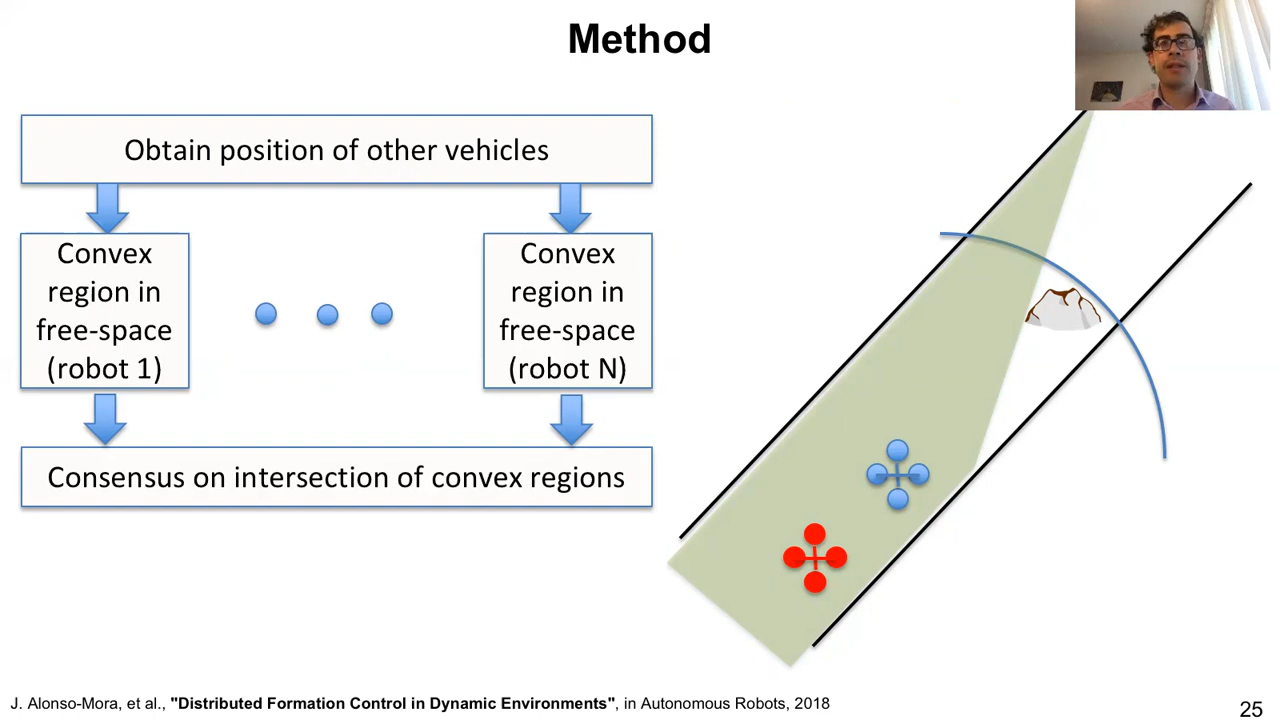 Method
Obtain position of other vehicles
Convex
region in
free-space
(robot 1)
Convex
region in
free-space
(robot N)
Consensus on intersection of convex regions
J. Alonso-Mora, et al., "Distributed Formation Control in Dynamic Environments", in Autonomous Robots, 2018
25